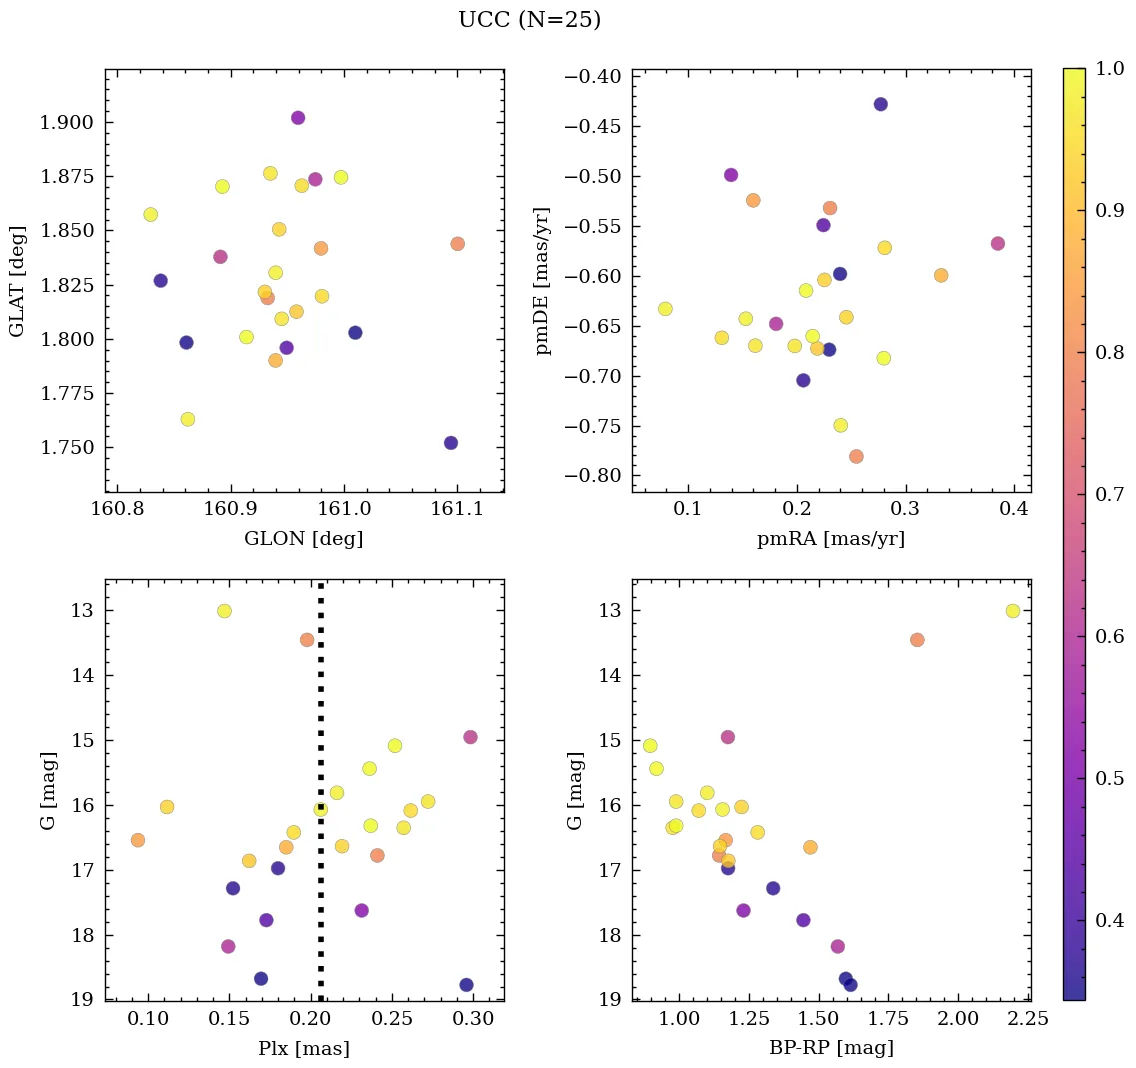 UCC (N=25)
1.900
1.875
1.850
1.825
1.800
1.775
1.750
GLAT [deg]
160.8 160.9 161.0 161.1
GLON [deg]
−0.40
−0.45
−0.50
−0.55
−0.60
−0.65
−0.70
−0.75
−0.80
pmDE [mas/yr]
0.1 0.2 0.3 0.4
pmRA [mas/yr]
13
14
15
16
17
18
19
G [mag]
0.10 0.15 0.20 0.25 0.30
Plx [mas]
13
14
15
16
17
18
19
G [mag]
1.00 1.25 1.50 1.75 2.00 2.25
BP-RP [mag]
1.0
0.9
0.8
0.7
0.6
0.5
0.4